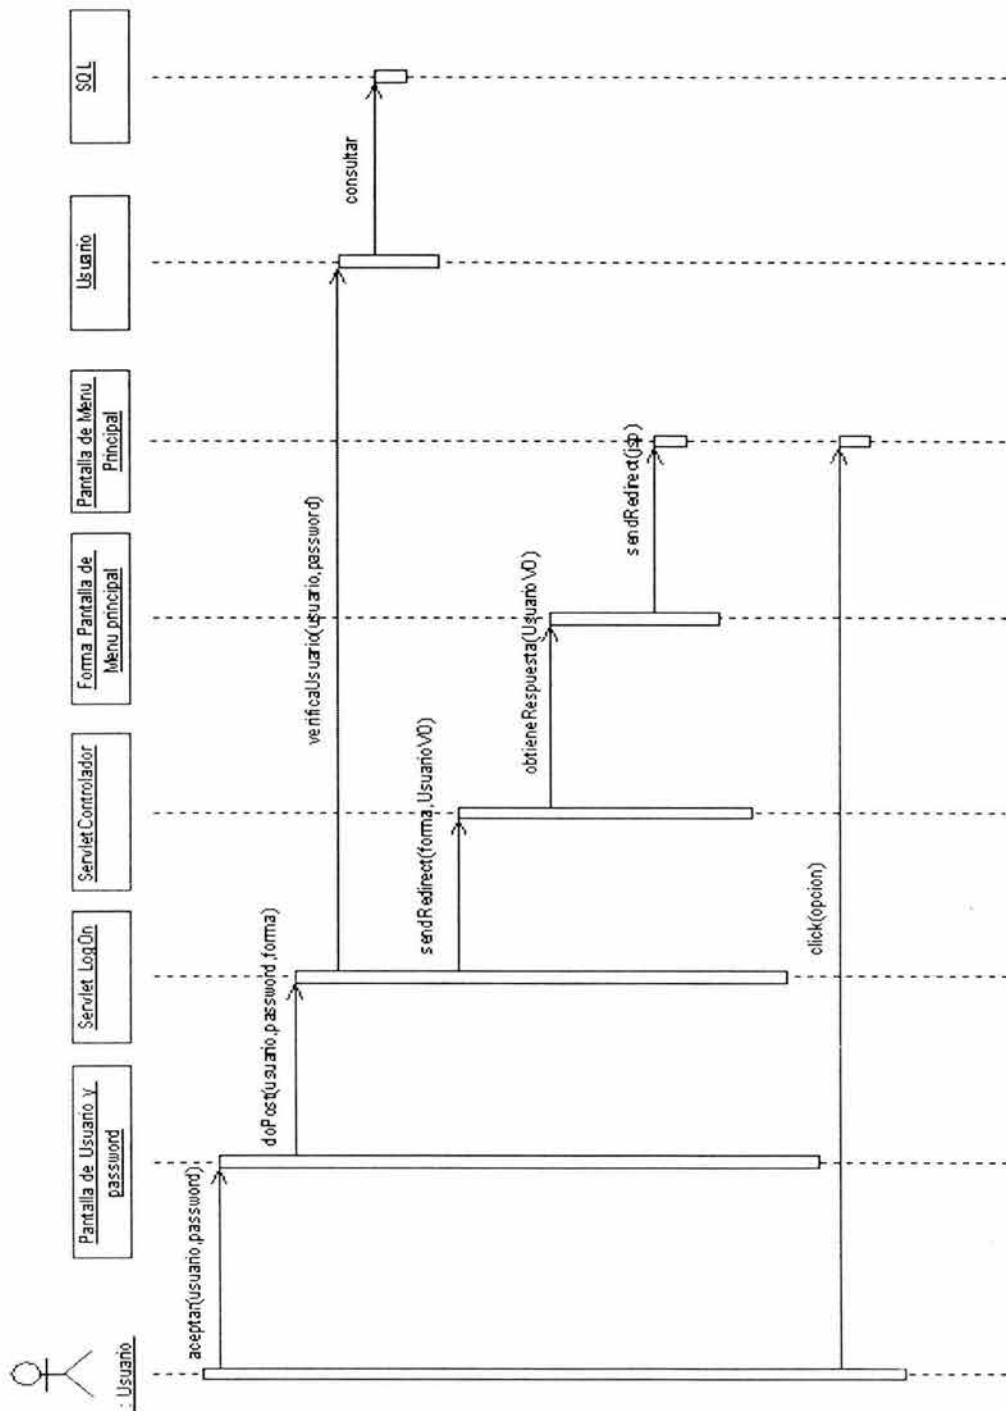 : Usuario
Pantalla de Usuario y
password
Servlet LogOn
ServletControlador
Forma Pantalla de
Menu principal
Pantalla de Menu
Principal
Usuario
SQL
aceptar(usuario,password)
doPost(usuario,password,forma)
verificaUsuario(usuario,password)
consultar
sendRedirect(forma,UsuarioVO)
obtieneRespuesta(UsuarioVO)
sendRedirect(jsp)
click(opcion)